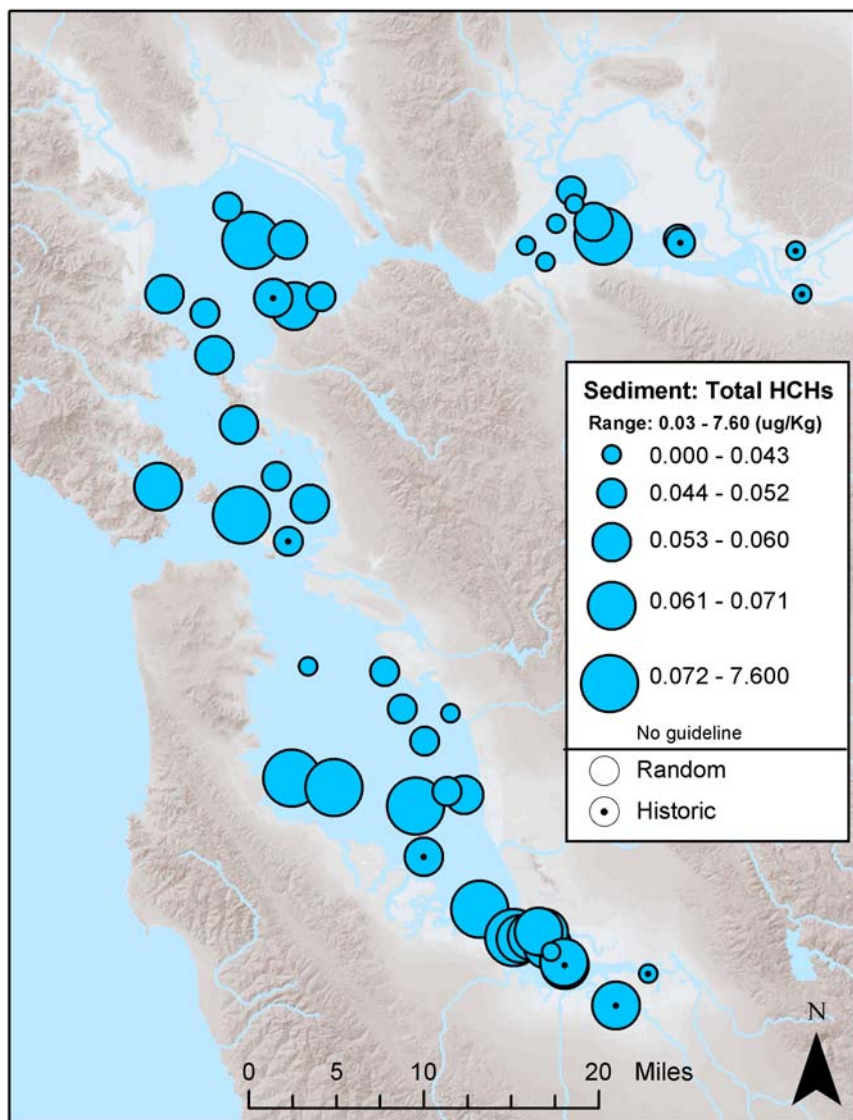 Sediment: Total HCHs
Range: 0.03 - 7.60 (ug/Kg)
0.000 - 0.043
0.044 - 0.052
0.053 - 0.060
0.061 - 0.071
0.072 - 7.600
No guideline
Random
Historic
N
0 5 10 20 Miles